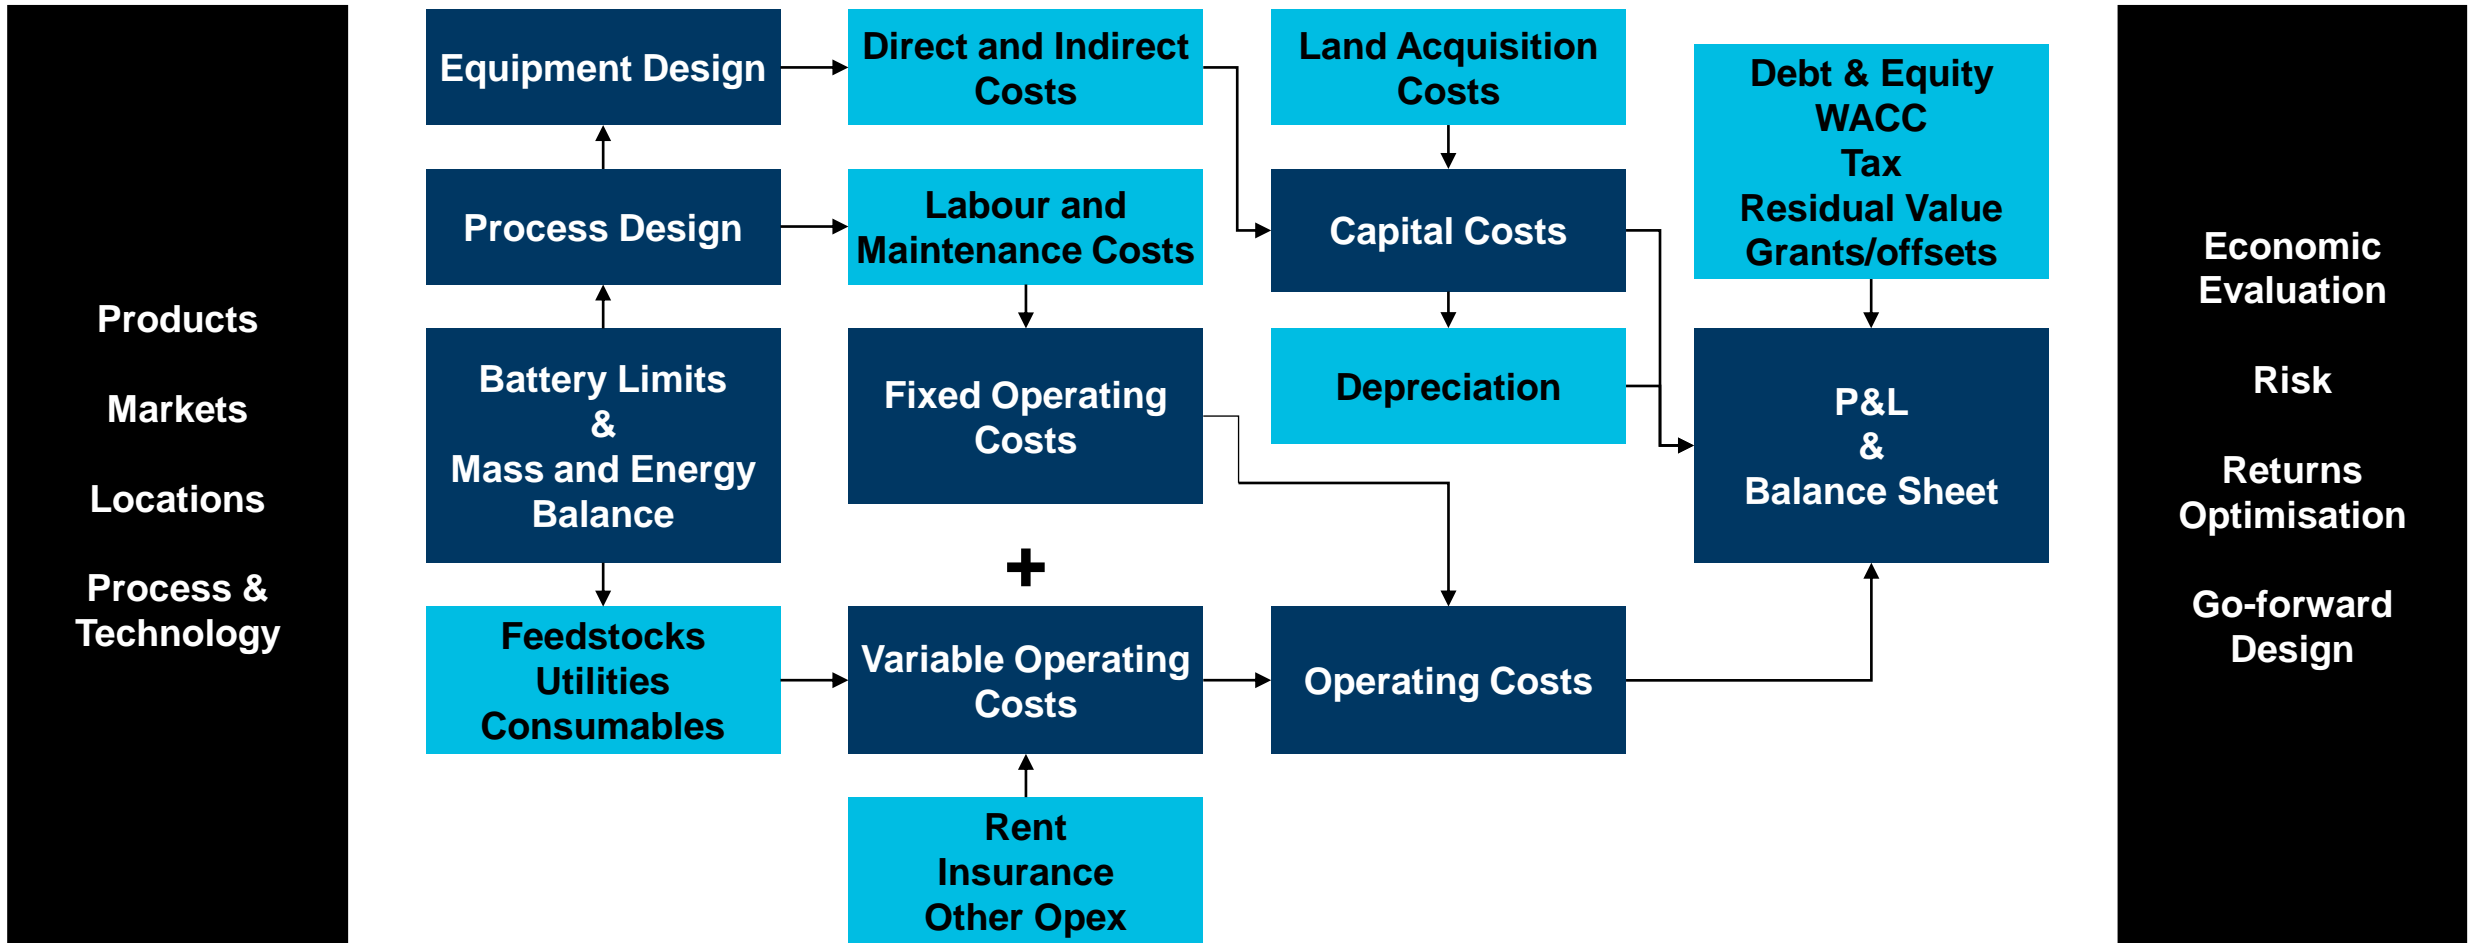 Products
Markets
Locations
Process &
Technology
Equipment Design
Process Design
Battery Limits
&
Mass and Energy
Balance
Feedstocks
Utilities
Consumables
Direct and Indirect
Costs
Labour and
Maintenance Costs
Fixed Operating
Costs
+
Variable Operating
Costs
Rent
Insurance
Other Opex
Land Acquisition
Costs
Capital Costs
Depreciation
Operating Costs
Debt & Equity
WACC
Tax
Residual Value
Grants/offsets
P&L
&
Balance Sheet
Economic
Evaluation
Risk
Returns
Optimisation
Go-forward
Design